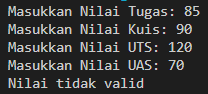 Masukkan Nilai Tugas: 85
Masukkan Nilai Kuis: 90
Masukkan Nilai UTS: 120
Masukkan Nilai UAS: 70
Nilai tidak valid